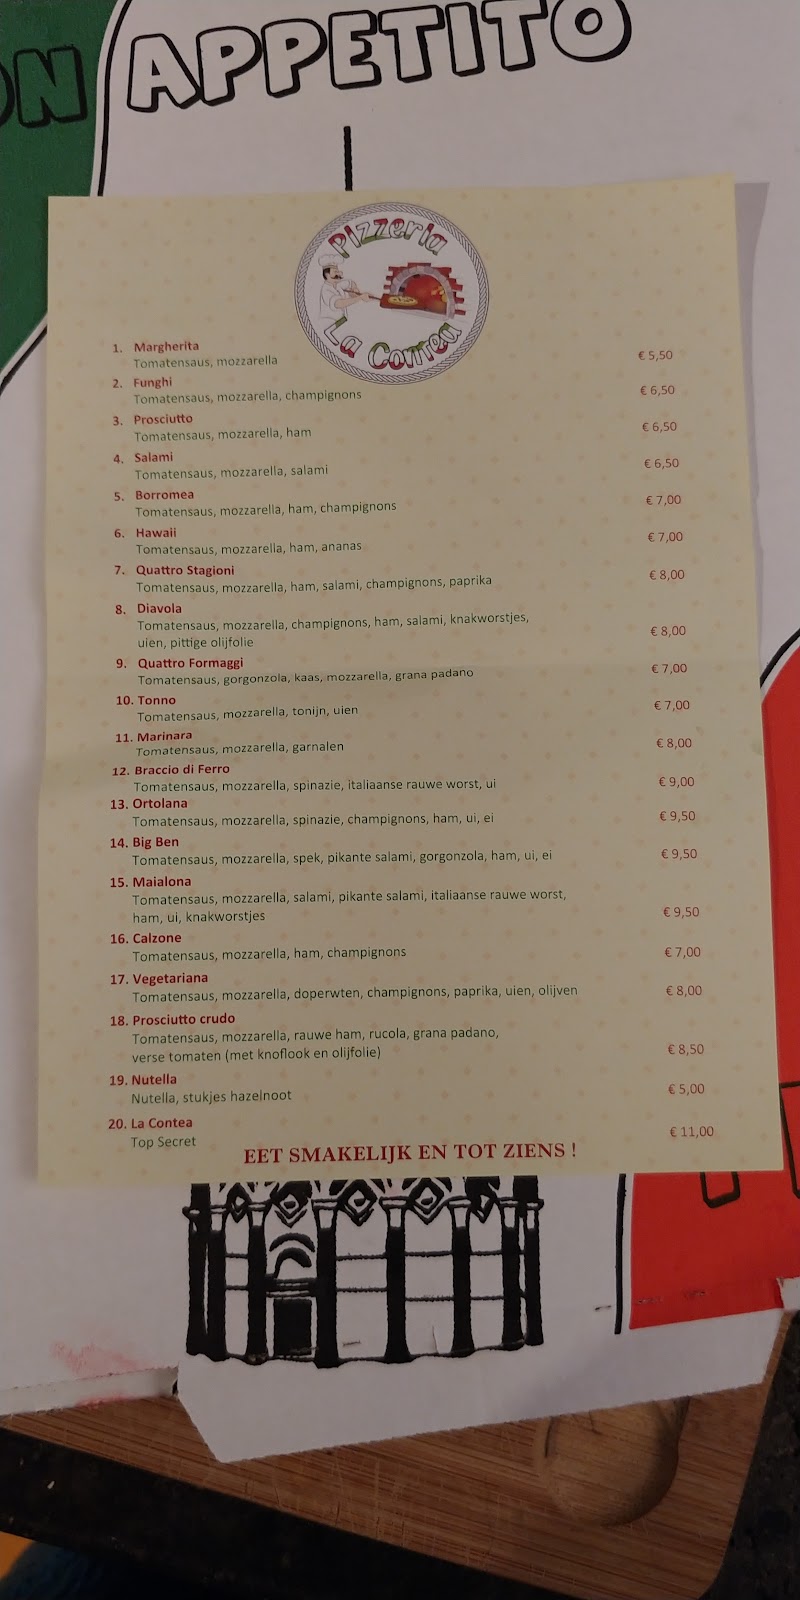 ON APPETITO
Pizzeria
La Contea
1. Margherita
Tomatensaus, mozzarella € 5,50
2. Funghi
Tomatensaus, mozzarella, champignons € 6,50
3. Prosciutto
Tomatensaus, mozzarella, ham € 6,50
4. Salami
Tomatensaus, mozzarella, salami € 6,50
5. Borromea
Tomatensaus, mozzarella, ham, champignons € 7,00
6. Hawaii
Tomatensaus, mozzarella, ham, ananas € 7,00
7. Quattro Stagioni
Tomatensaus, mozzarella, ham, salami, champignons, paprika € 8,00
8. Diavola
Tomatensaus, mozzarella, champignons, ham, salami, knakworstjes,
uien, pittige olijfolie € 8,00
9. Quattro Formaggi
Tomatensaus, gorgonzola, kaas, mozzarella, grana padano € 7,00
10. Tonno
Tomatensaus, mozzarella, tonijn, uien € 7,00
11. Marinara
Tomatensaus, mozzarella, garnalen € 8,00
12. Braccio di Ferro
Tomatensaus, mozzarella, spinazie, italiaanse rauwe worst, ui € 9,00
13. Ortolana
Tomatensaus, mozzarella, spinazie, champignons, ham, ui, ei € 9,50
14. Big Ben
Tomatensaus, mozzarella, spek, pikante salami, gorgonzola, ham, ui, ei € 9,50
15. Maialona
Tomatensaus, mozzarella, salami, pikante salami, italiaanse rauwe worst,
ham, ui, knakworstjes € 9,50
16. Calzone
Tomatensaus, mozzarella, ham, champignons € 7,00
17. Vegetariana
Tomatensaus, mozzarella, doperwten, champignons, paprika, uien, olijven € 8,00
18. Prosciutto crudo
Tomatensaus, mozzarella, rauwe ham, rucola, grana padano,
verse tomaten (met knoflook en olijfolie) € 8,50
19. Nutella
Nutella, stukjes hazelnoot € 5,00
20. La Contea
Top Secret € 11,00
EET SMAKELIJK EN TOT ZIENS !